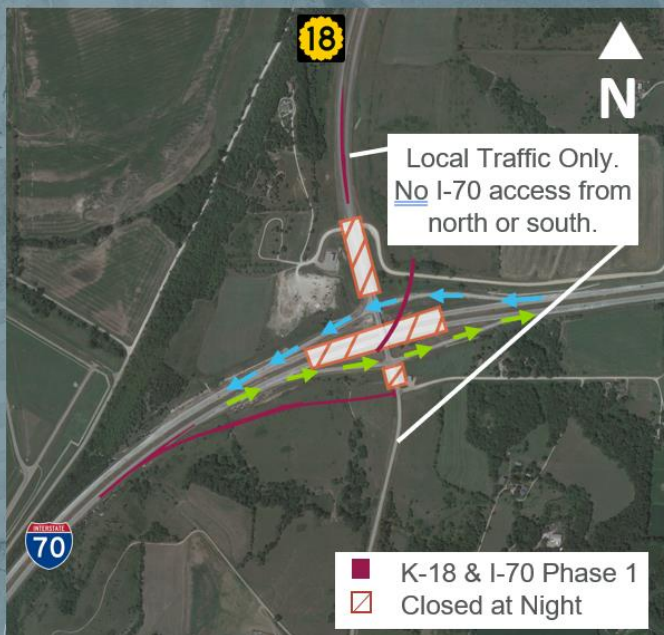 18
N
Local Traffic Only.
No I-70 access from
north or south.
INTERSTATE
70
K-18 & I-70 Phase 1
Closed at Night